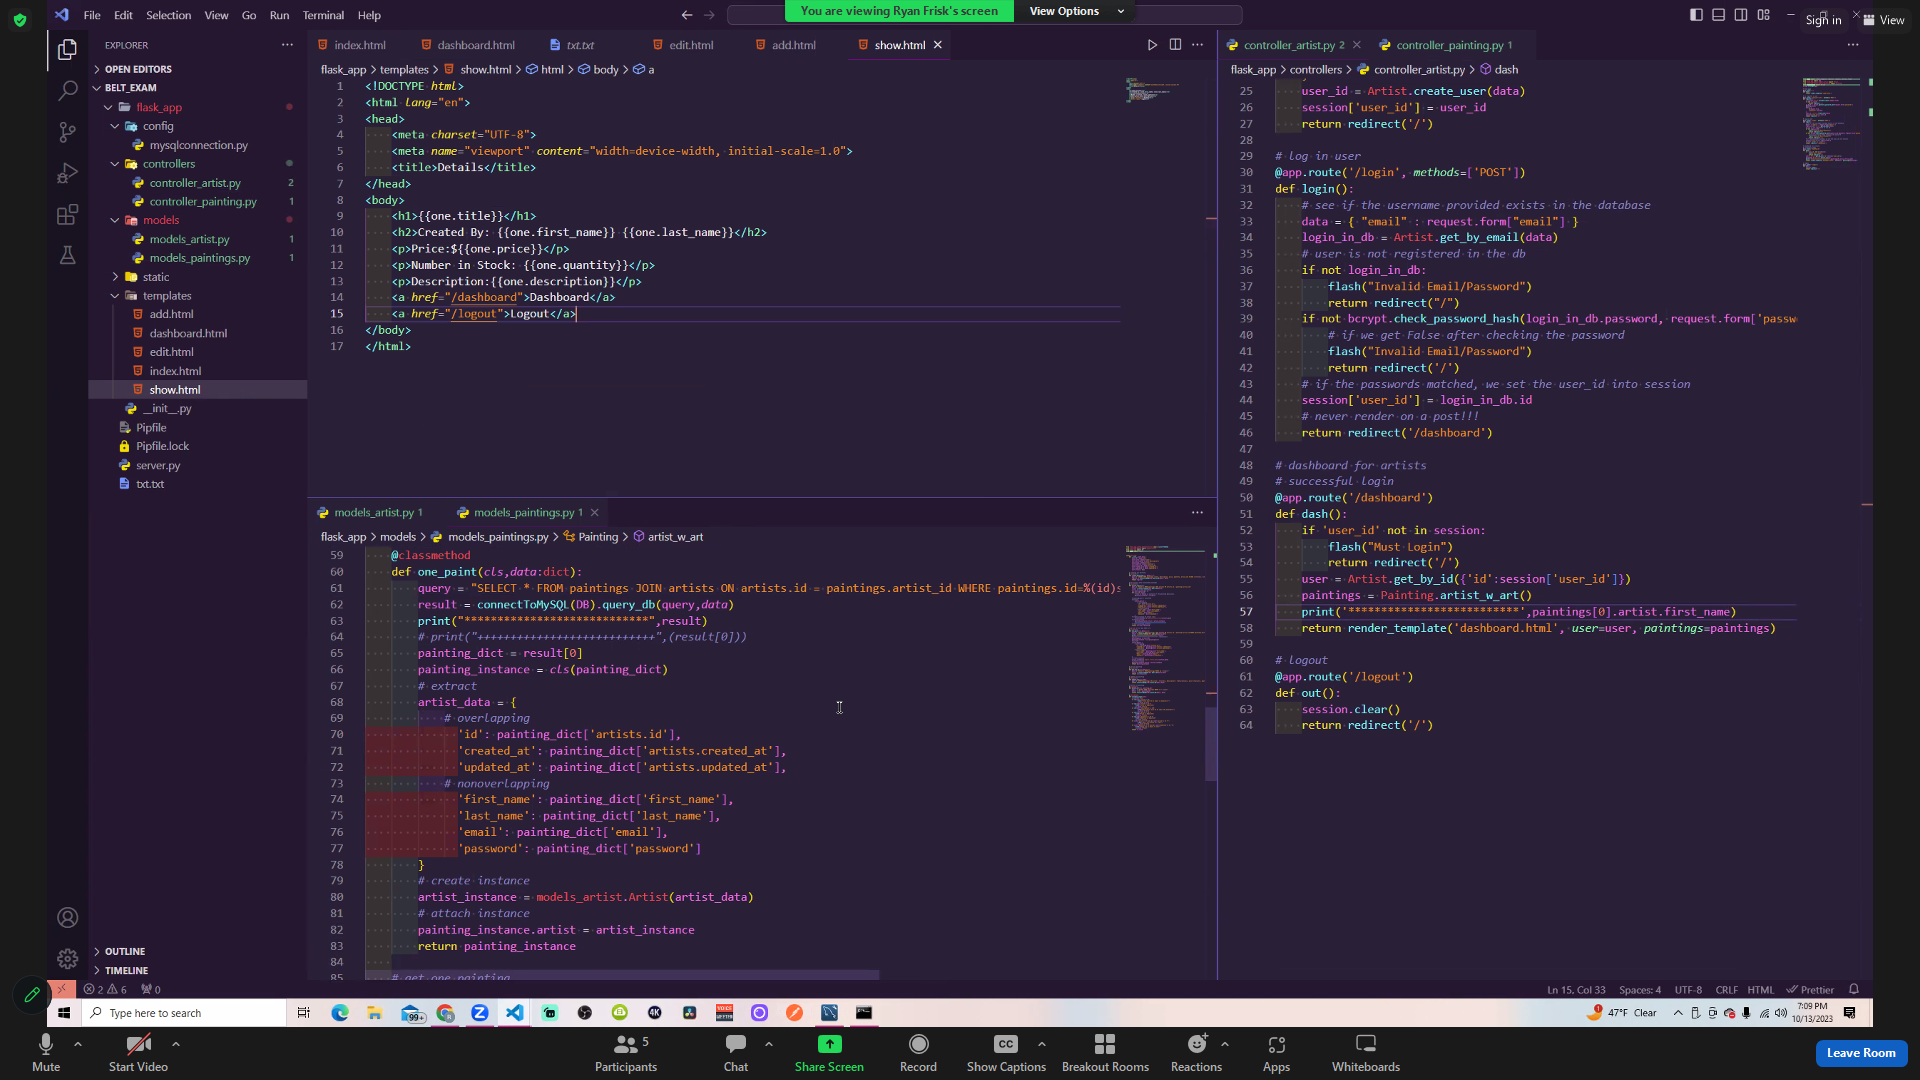 File Edit Selection View Go Run Terminal Help
You are viewing Ryan Frisk's screen
View Options
Sign in
View
EXPLORER
OPEN EDITORS
BELT_EXAM
flask_app
config
mysqlconnection.py
controllers
controller_artist.py 2
controller_painting.py 1
models
models_artist.py 1
models_paintings.py 1
static
templates
add.html
dashboard.html
edit.html
index.html
show.html
__init__.py
Pipfile
Pipfile.lock
server.py
txt.txt
OUTLINE
TIMELINE
index.html dashboard.html txt.txt edit.html add.html show.html
flask_app > templates > show.html > html > body > a
1 <!DOCTYPE html>
2 <html lang="en">
3 <head>
4 <meta charset="UTF-8">
5 <meta name="viewport" content="width=device-width, initial-scale=1.0">
6 <title>Details</title>
7 </head>
8 <body>
9 <h1>{{one.title}}</h1>
10 <h2>Created By: {{one.first_name}} {{one.last_name}}</h2>
11 <p>Price:${{one.price}}</p>
12 <p>Number in Stock: {{one.quantity}}</p>
13 <p>Description:{{one.description}}</p>
14 <a href="/dashboard">Dashboard</a>
15 <a href="/logout">Logout</a>
16 </body>
17 </html>
models_artist.py 1 models_paintings.py 1
flask_app > models > models_paintings.py > Painting > artist_w_art
59 @classmethod
60 def one_paint(cls,data:dict):
61 query = "SELECT * FROM paintings JOIN artists ON artists.id = paintings.artist_id WHERE paintings.id=%(id)s
62 result = connectToMySQL(DB).query_db(query,data)
63 print("****************************",result)
64 # print("+++++++++++++++++++++++++++",(result[0]))
65 painting_dict = result[0]
66 painting_instance = cls(painting_dict)
67 # extract
68 artist_data = {
69 # overlapping
70 'id': painting_dict['artists.id'],
71 'created_at': painting_dict['artists.created_at'],
72 'updated_at': painting_dict['artists.updated_at'],
73 # nonoverlapping
74 'first_name': painting_dict['first_name'],
75 'last_name': painting_dict['last_name'],
76 'email': painting_dict['email'],
77 'password': painting_dict['password']
78 }
79 # create instance
80 artist_instance = models_artist.Artist(artist_data)
81 # attach instance
82 painting_instance.artist = artist_instance
83 return painting_instance
84
85 # get one painting
controller_artist.py 2 controller_painting.py 1
flask_app > controllers > controller_artist.py > dash
25 user_id = Artist.create_user(data)
26 session['user_id'] = user_id
27 return redirect('/')
28
29 # log in user
30 @app.route('/login', methods=['POST'])
31 def login():
32 # see if the username provided exists in the database
33 data = { "email" : request.form["email"] }
34 login_in_db = Artist.get_by_email(data)
35 # user is not registered in the db
36 if not login_in_db:
37 flash("Invalid Email/Password")
38 return redirect("/")
39 if not bcrypt.check_password_hash(login_in_db.password, request.form['passw
40 # if we get False after checking the password
41 flash("Invalid Email/Password")
42 return redirect('/')
43 # if the passwords matched, we set the user_id into session
44 session['user_id'] = login_in_db.id
45 # never render on a post!!!
46 return redirect('/dashboard')
47
48 # dashboard for artists
49 # successful login
50 @app.route('/dashboard')
51 def dash():
52 if 'user_id' not in session:
53 flash("Must Login")
54 return redirect('/')
55 user = Artist.get_by_id({'id':session['user_id']})
56 paintings = Painting.artist_w_art()
57 print('**************************',paintings[0].artist.first_name)
58 return render_template('dashboard.html', user=user, paintings=paintings)
59
60 # logout
61 @app.route('/logout')
62 def out():
63 session.clear()
64 return redirect('/')
2 6 0
Ln 15, Col 33 Spaces: 4 UTF-8 CRLF HTML Prettier
Type here to search
99+
4K
47°F Clear
7:09 PM
10/13/2023
Mute
Start Video
5
Participants
Chat
Share Screen
Record
CC
Show Captions
Breakout Rooms
Reactions
Apps
Whiteboards
Leave Room